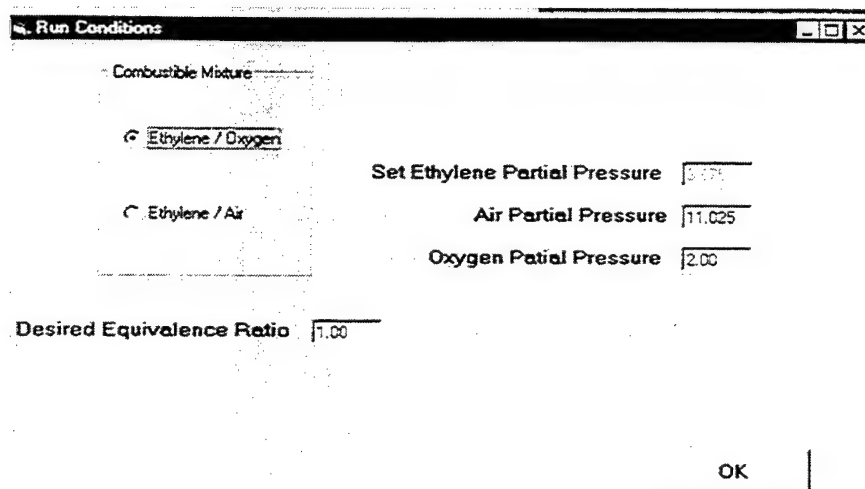 Run Conditions
Combustible Mixture
Ethylene / Oxygen
Ethylene / Air
Set Ethylene Partial Pressure
Air Partial Pressure 11.025
Oxygen Patial Pressure 2.00
Desired Equivalence Ratio 1.00
OK